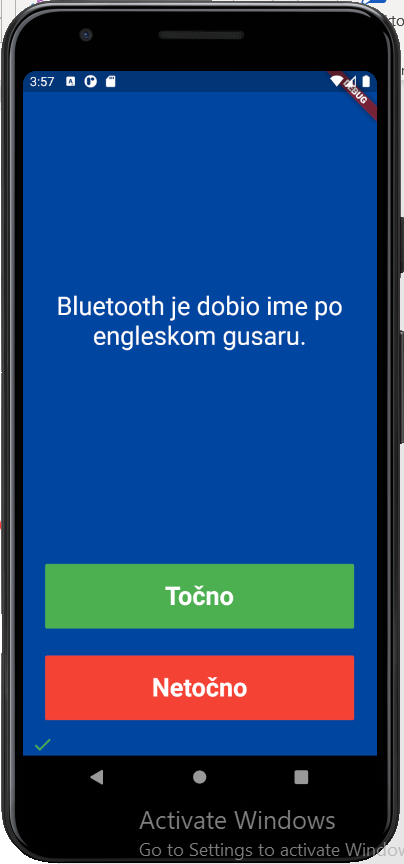 3:57
DEBUG
Bluetooth je dobio ime po
engleskom gusaru.
Točno
Netočno
Activate Windows
Go to Settings to activate Windows